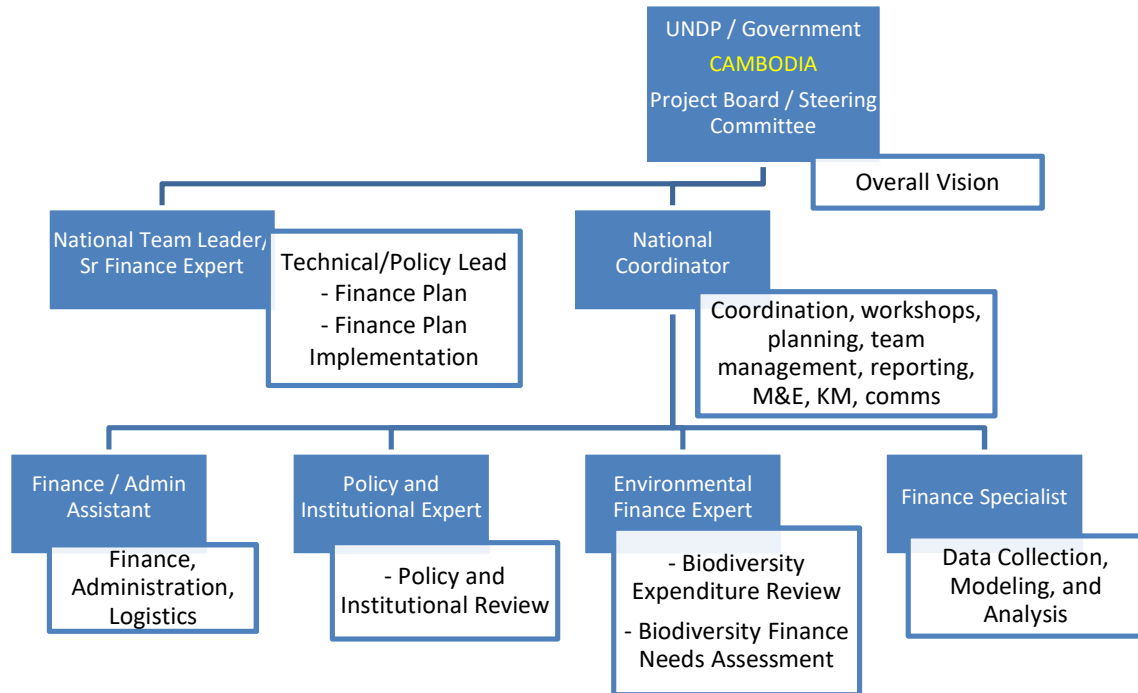 UNDP / Government
CAMBODIA
Project Board / Steering
Committee
Overall Vision
National Team Leader/
Sr Finance Expert
Technical/Policy Lead
- Finance Plan
- Finance Plan
Implementation
National
Coordinator
Coordination, workshops,
planning, team
management, reporting,
M&E, KM, comms
Finance / Admin
Assistant
Finance,
Administration,
Logistics
Policy and
Institutional Expert
- Policy and
Institutional Review
Environmental
Finance Expert
- Biodiversity
Expenditure Review
- Biodiversity Finance
Needs Assessment
Finance Specialist
Data Collection,
Modeling, and
Analysis